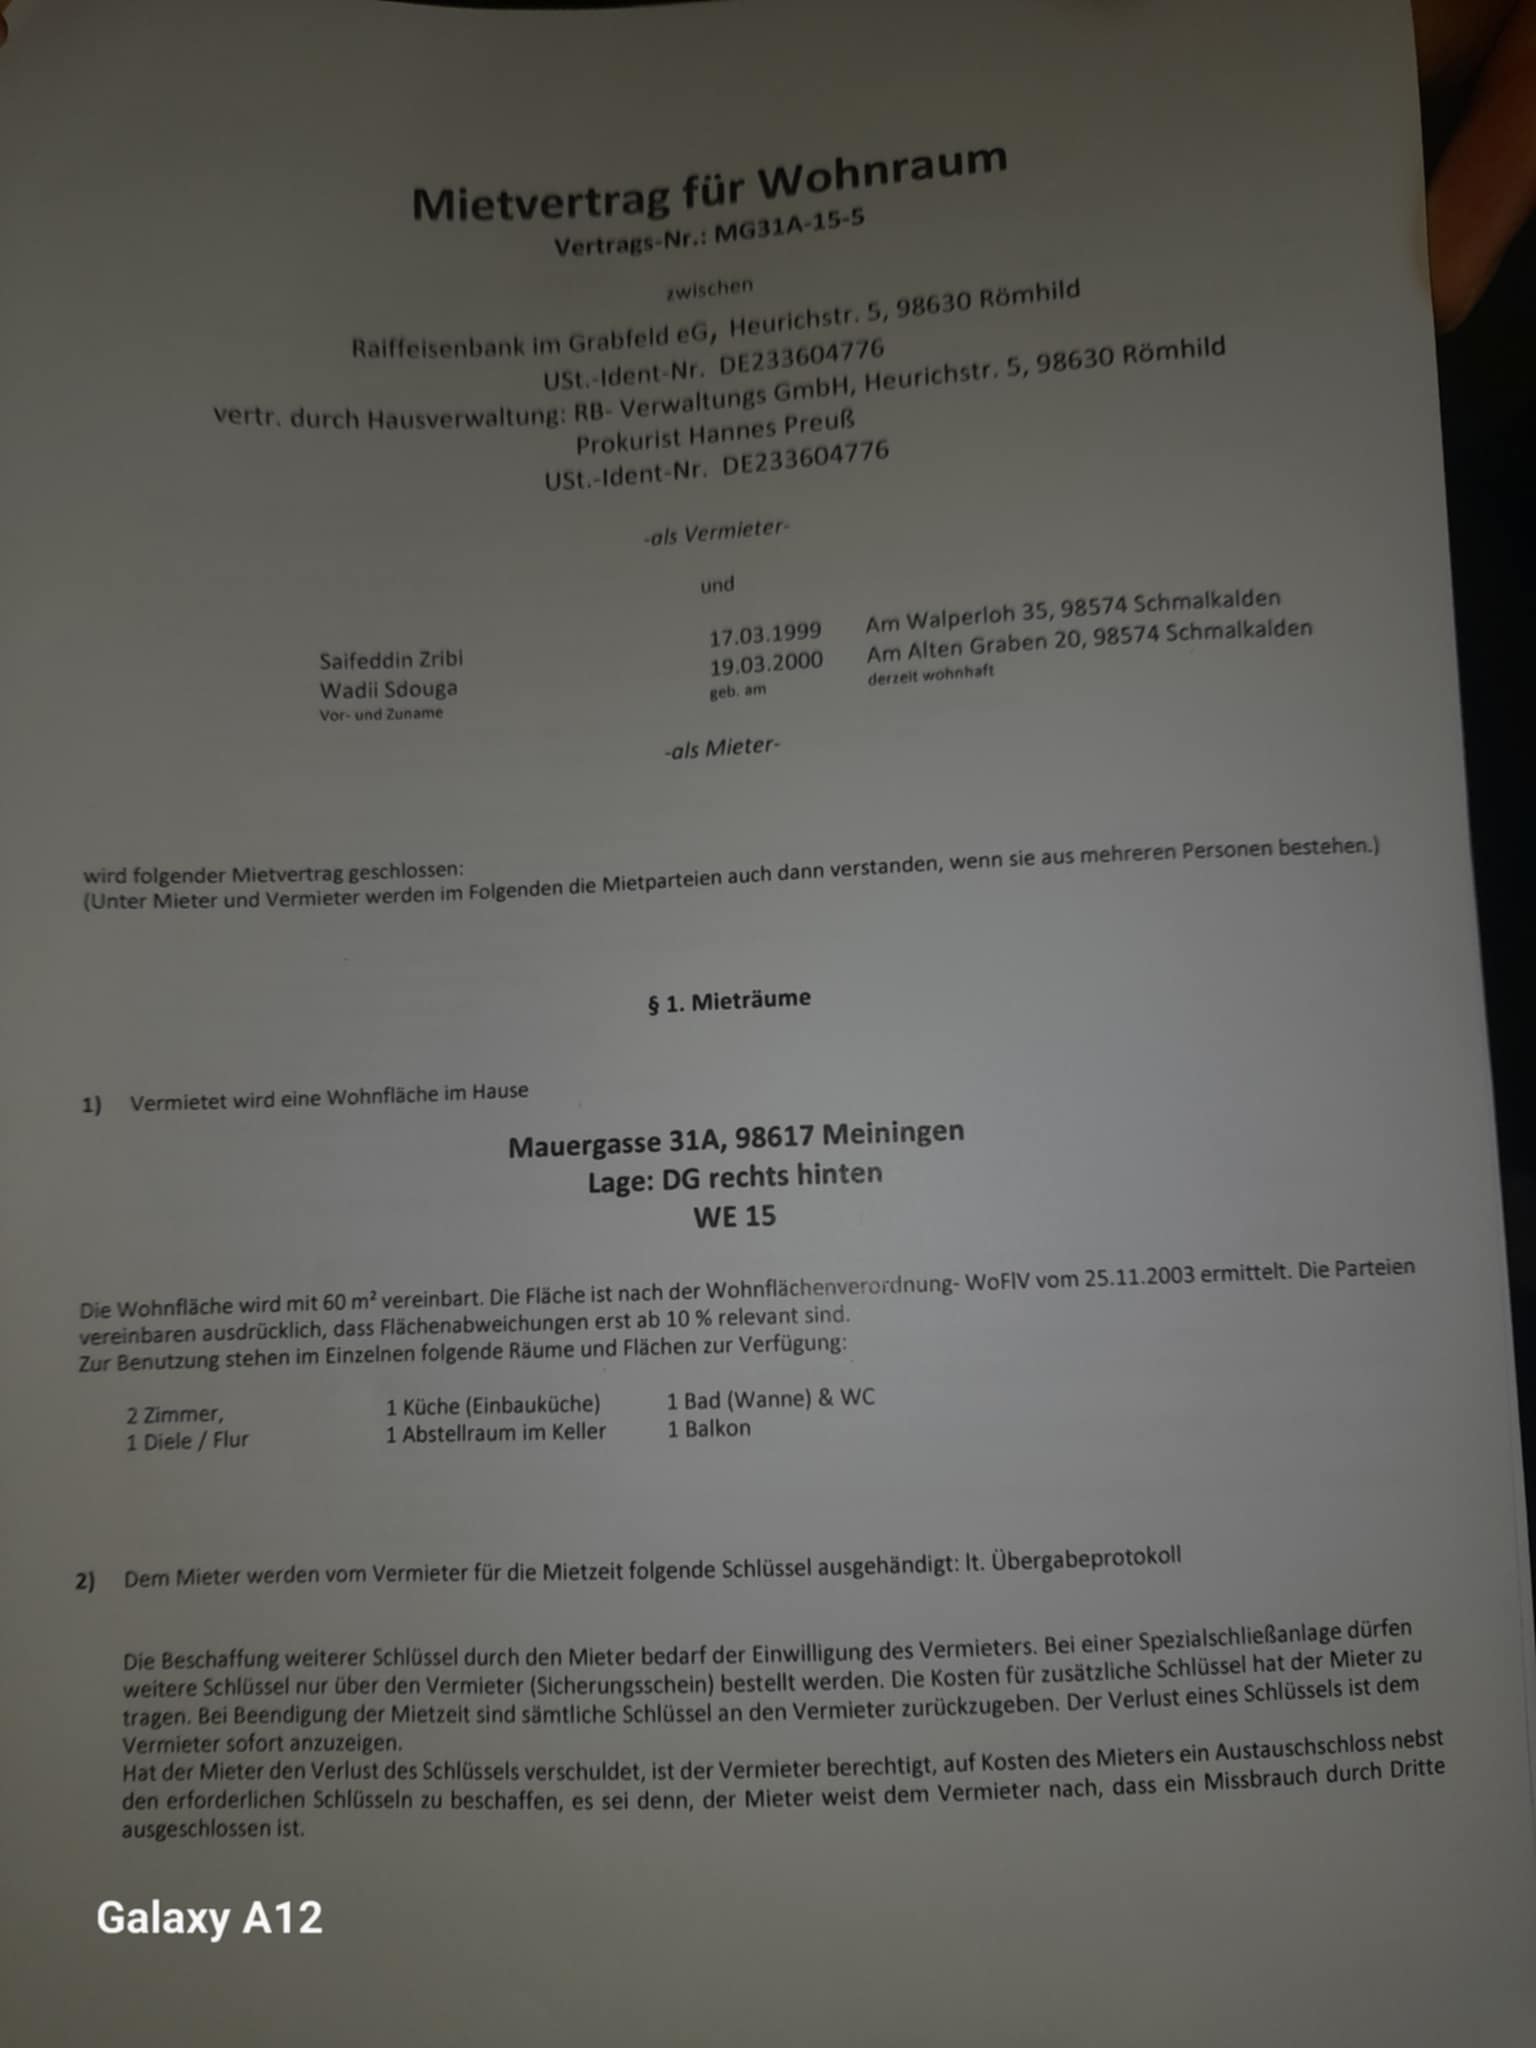 Mietvertrag für Wohnraum
Vertrags-Nr.: MG31A-15-5
zwischen
Raiffeisenbank im Grabfeld eG, Heurichstr. 5, 98630 Römhild
USt.-Ident-Nr. DE233604776
vertr. durch Hausverwaltung: RB- Verwaltungs GmbH, Heurichstr. 5, 98630 Römhild
Prokurist Hannes Preuß
USt.-Ident-Nr. DE233604776
-als Vermieter-
und
Saifeddin Zribi 17.03.1999 Am Walperloh 35, 98574 Schmalkalden
Wadii Sdouga 19.03.2000 Am Alten Graben 20, 98574 Schmalkalden
Vor- und Zuname geb. am derzeit wohnhaft
-als Mieter-
wird folgender Mietvertrag geschlossen:
(Unter Mieter und Vermieter werden im Folgenden die Mietparteien auch dann verstanden, wenn sie aus mehreren Personen bestehen.)
§ 1. Mieträume
1) Vermietet wird eine Wohnfläche im Hause
Mauergasse 31A, 98617 Meiningen
Lage: DG rechts hinten
WE 15
Die Wohnfläche wird mit 60 m² vereinbart. Die Fläche ist nach der Wohnflächenverordnung- WoFlV vom 25.11.2003 ermittelt. Die Parteien
vereinbaren ausdrücklich, dass Flächenabweichungen erst ab 10 % relevant sind.
Zur Benutzung stehen im Einzelnen folgende Räume und Flächen zur Verfügung:
2 Zimmer, 1 Küche (Einbauküche) 1 Bad (Wanne) & WC
1 Diele / Flur 1 Abstellraum im Keller 1 Balkon
2) Dem Mieter werden vom Vermieter für die Mietzeit folgende Schlüssel ausgehändigt: lt. Übergabeprotokoll
Die Beschaffung weiterer Schlüssel durch den Mieter bedarf der Einwilligung des Vermieters. Bei einer Spezialschließanlage dürfen
weitere Schlüssel nur über den Vermieter (Sicherungsschein) bestellt werden. Die Kosten für zusätzliche Schlüssel hat der Mieter zu
tragen. Bei Beendigung der Mietzeit sind sämtliche Schlüssel an den Vermieter zurückzugeben. Der Verlust eines Schlüssels ist dem
Vermieter sofort anzuzeigen.
Hat der Mieter den Verlust des Schlüssels verschuldet, ist der Vermieter berechtigt, auf Kosten des Mieters ein Austauschschloss nebst
den erforderlichen Schlüsseln zu beschaffen, es sei denn, der Mieter weist dem Vermieter nach, dass ein Missbrauch durch Dritte
ausgeschlossen ist.
Galaxy A12